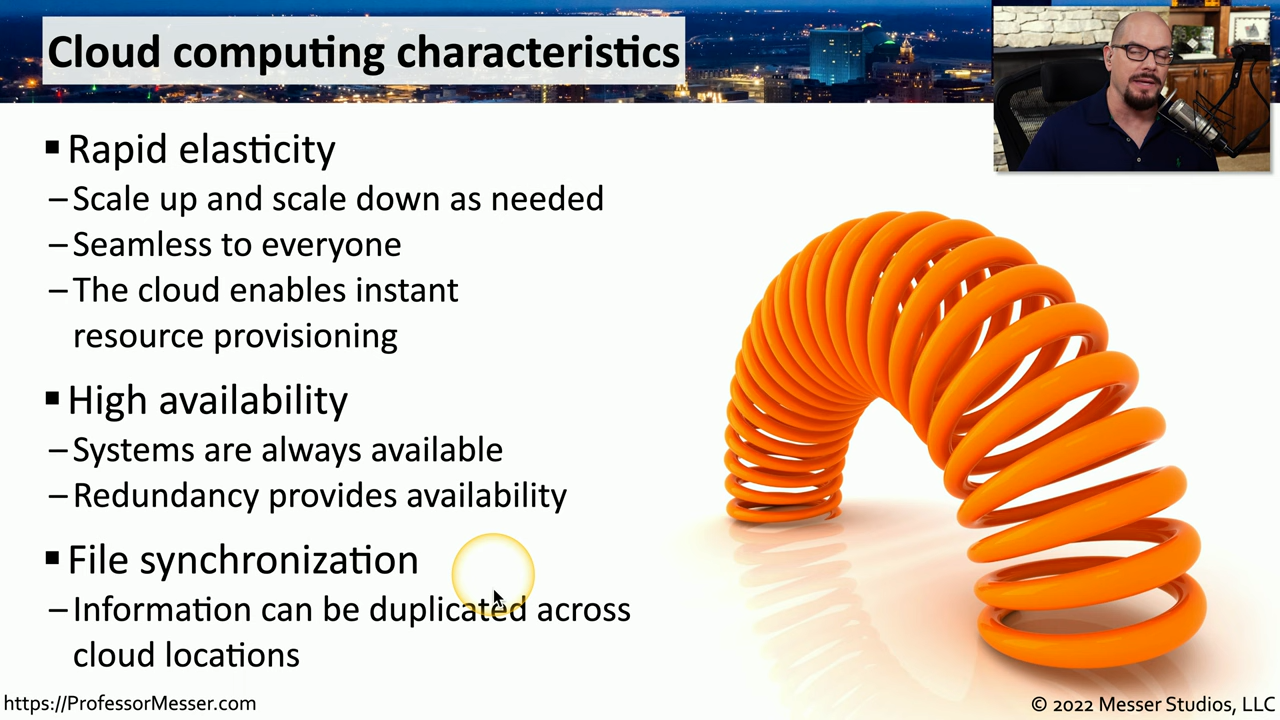 Cloud computing characteristics
▪ Rapid elasticity
– Scale up and scale down as needed
– Seamless to everyone
– The cloud enables instant
resource provisioning
▪ High availability
– Systems are always available
– Redundancy provides availability
▪ File synchronization
– Information can be duplicated across
cloud locations
https://ProfessorMesser.com
© 2022 Messer Studios, LLC